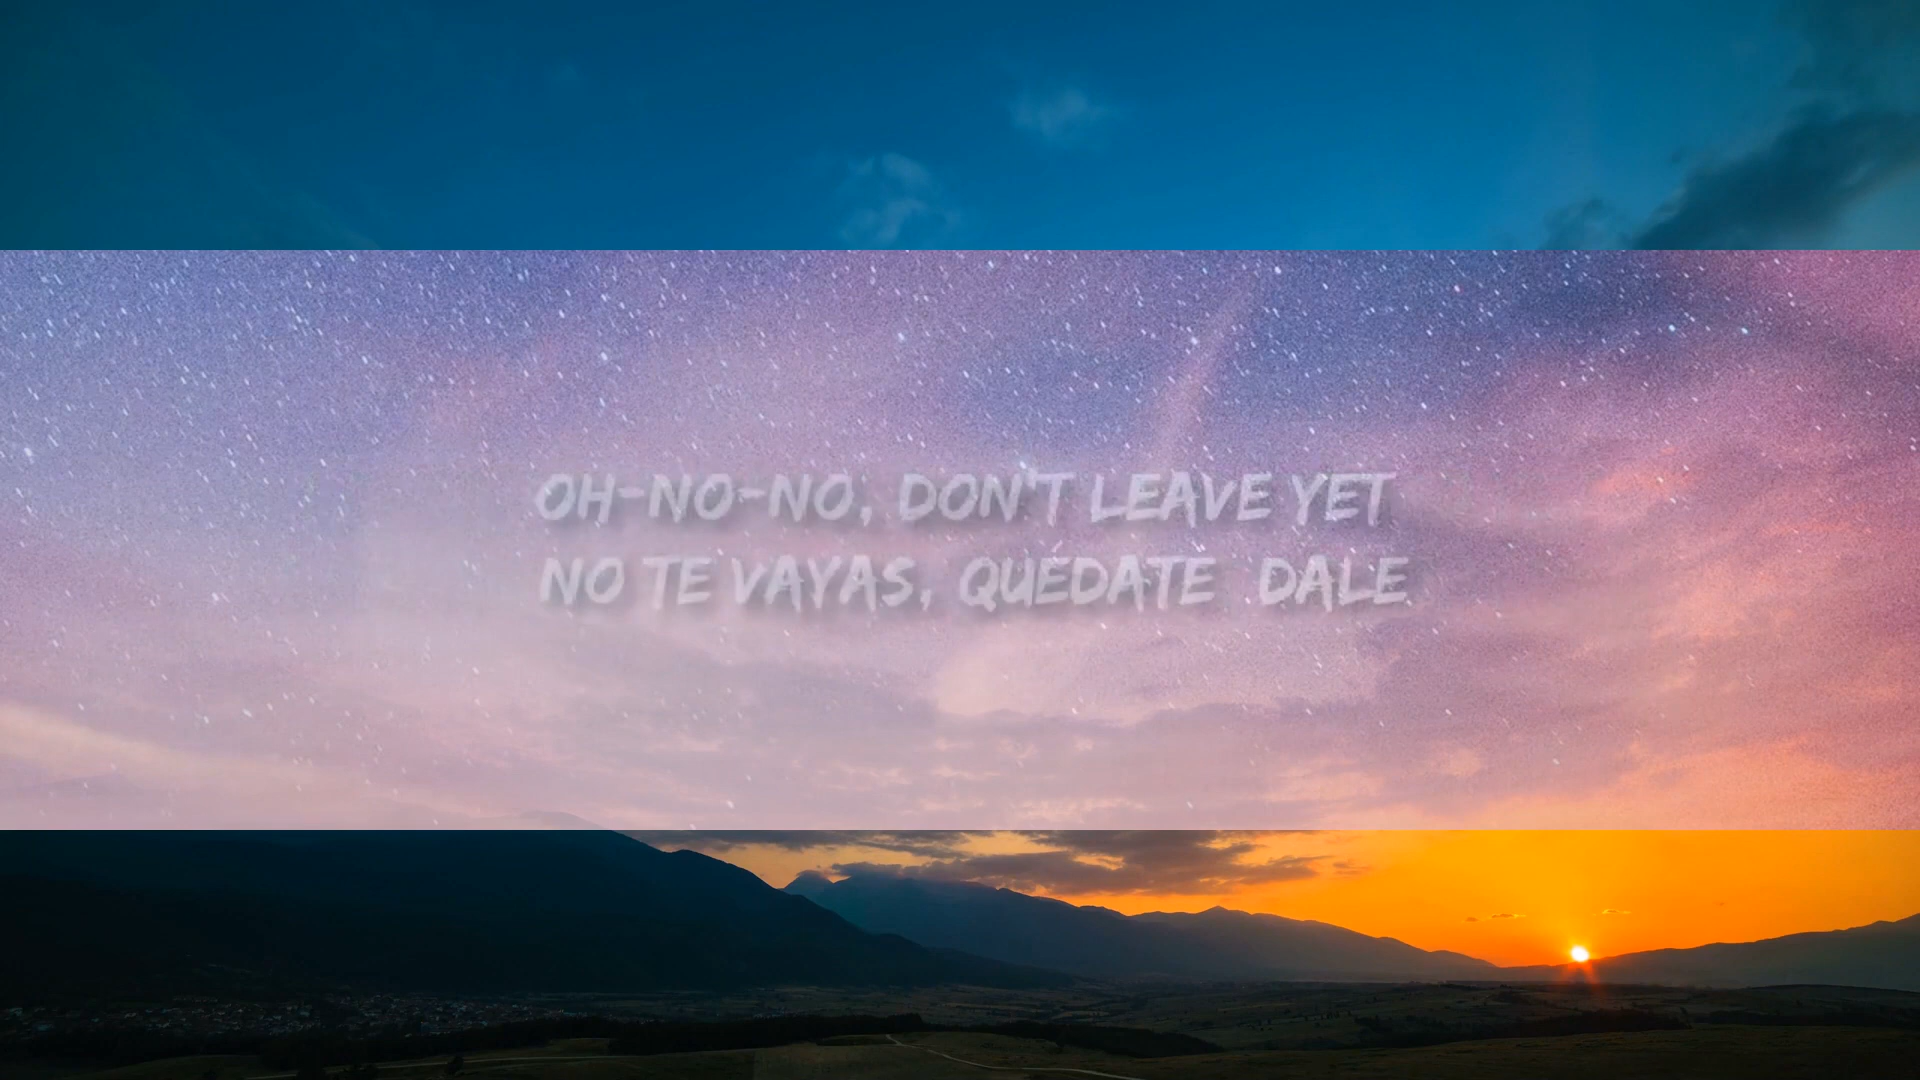 OH-NO-NO, DON'T LEAVE YET
NO TE VAYAS, QUÉDATE DALE